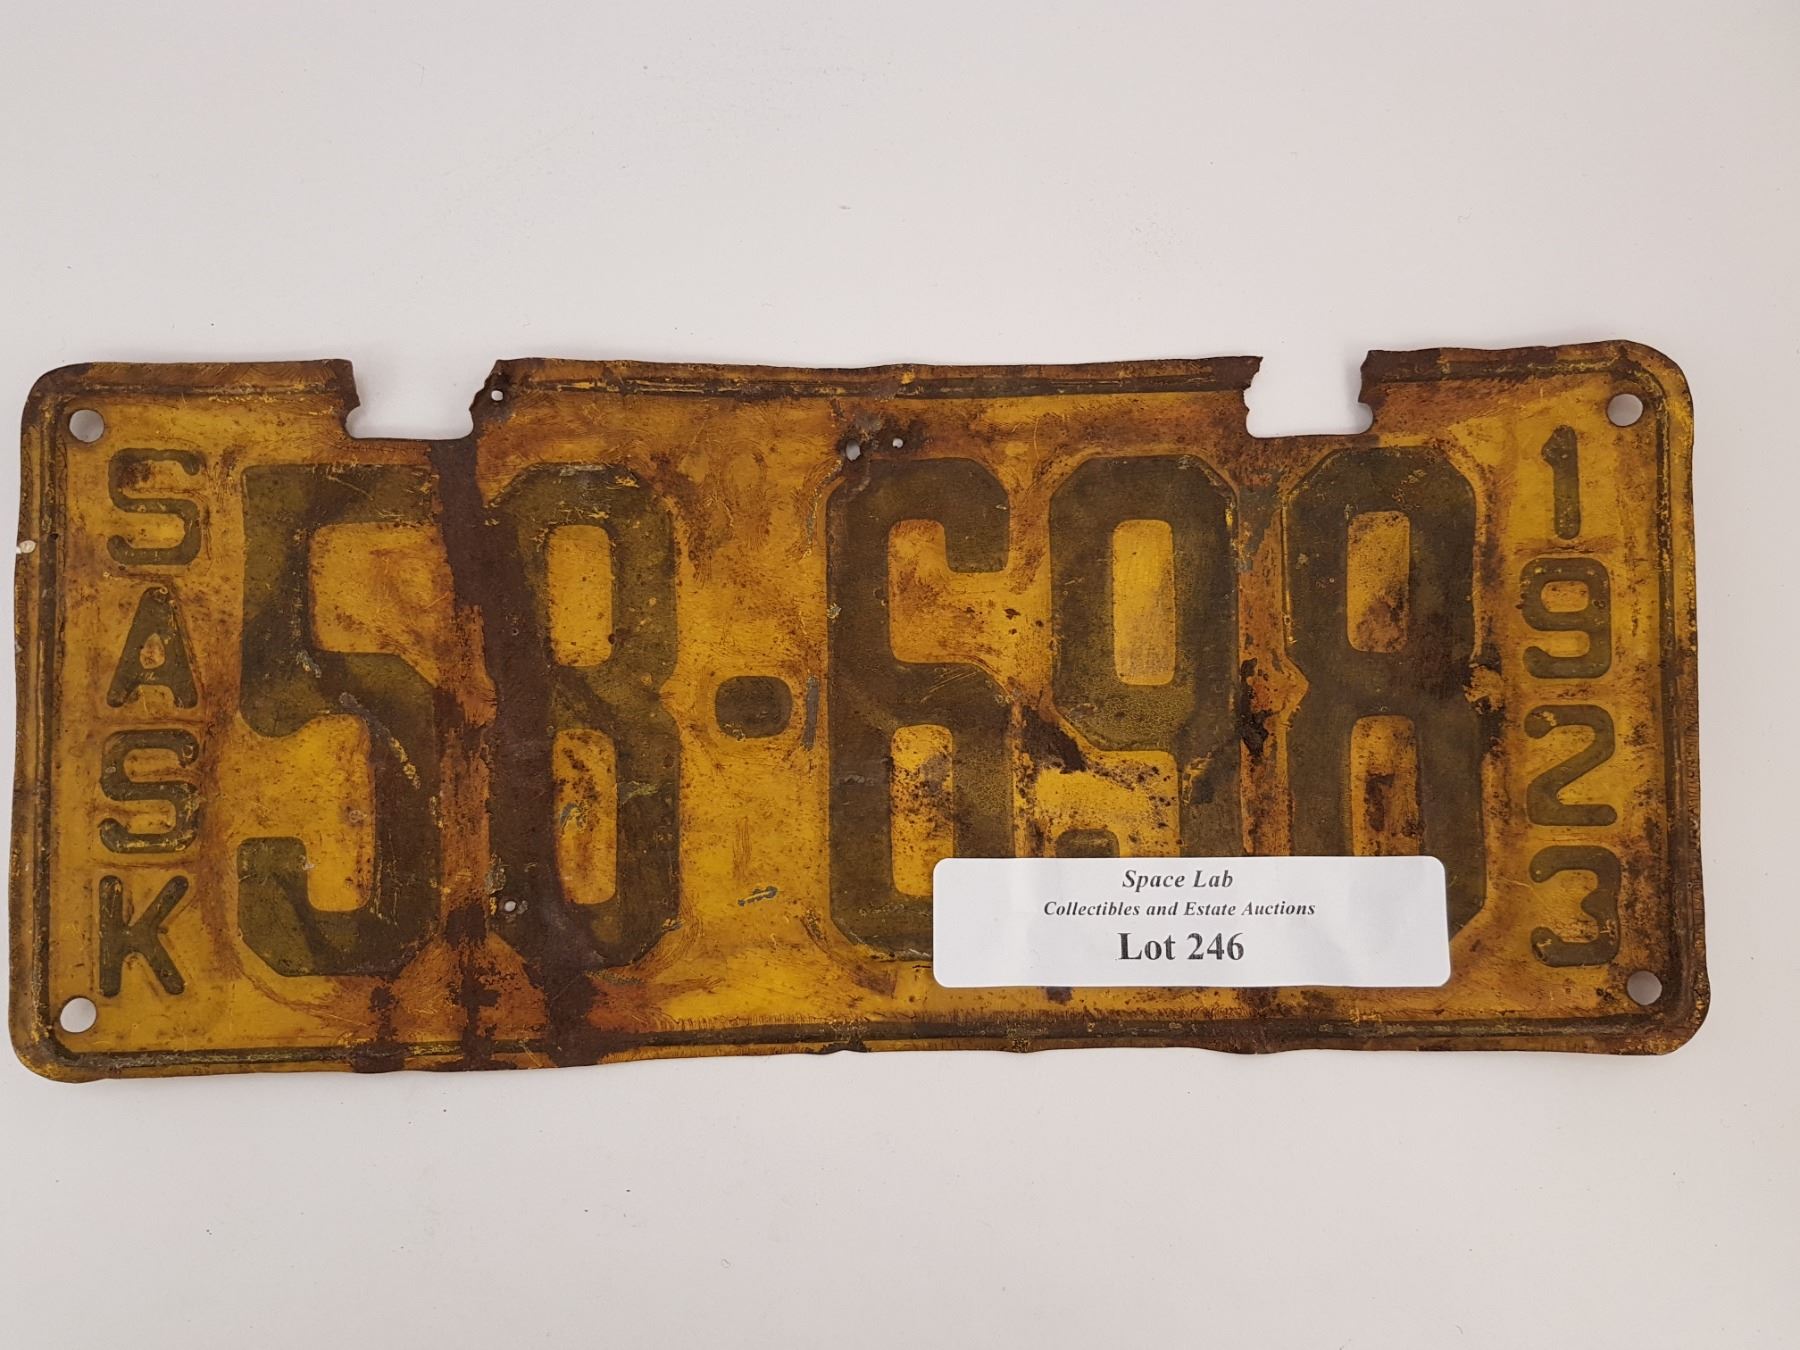 SASK
58-698
1923
Space Lab
Collectibles and Estate Auctions
Lot 246